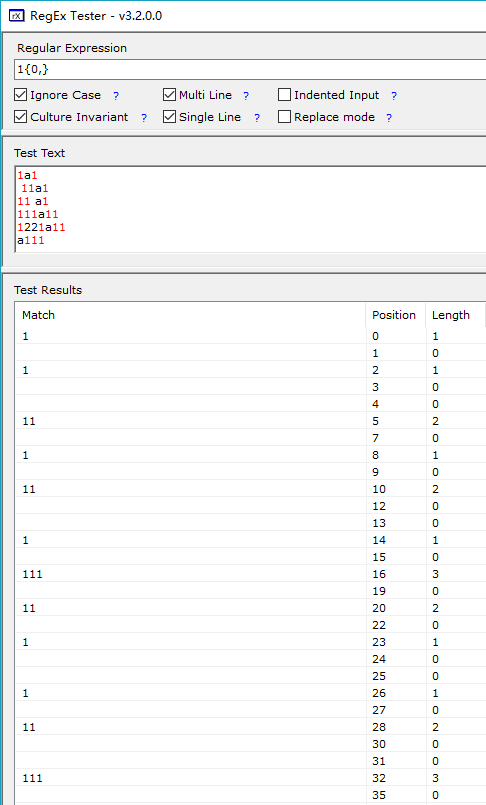 RegEx Tester - v3.2.0.0
Regular Expression
1{0,}
Ignore Case ? Multi Line ? Indented Input ?
Culture Invariant ? Single Line ? Replace mode ?
Test Text
1a1
11a1
11 a1
111a11
1221a11
a111
Test Results
Match Position Length
1 0 1
1 0
1 2 1
3 0
4 0
11 5 2
7 0
1 8 1
9 0
11 10 2
12 0
13 0
1 14 1
15 0
111 16 3
19 0
11 20 2
22 0
1 23 1
24 0
25 0
1 26 1
27 0
11 28 2
30 0
31 0
111 32 3
35 0